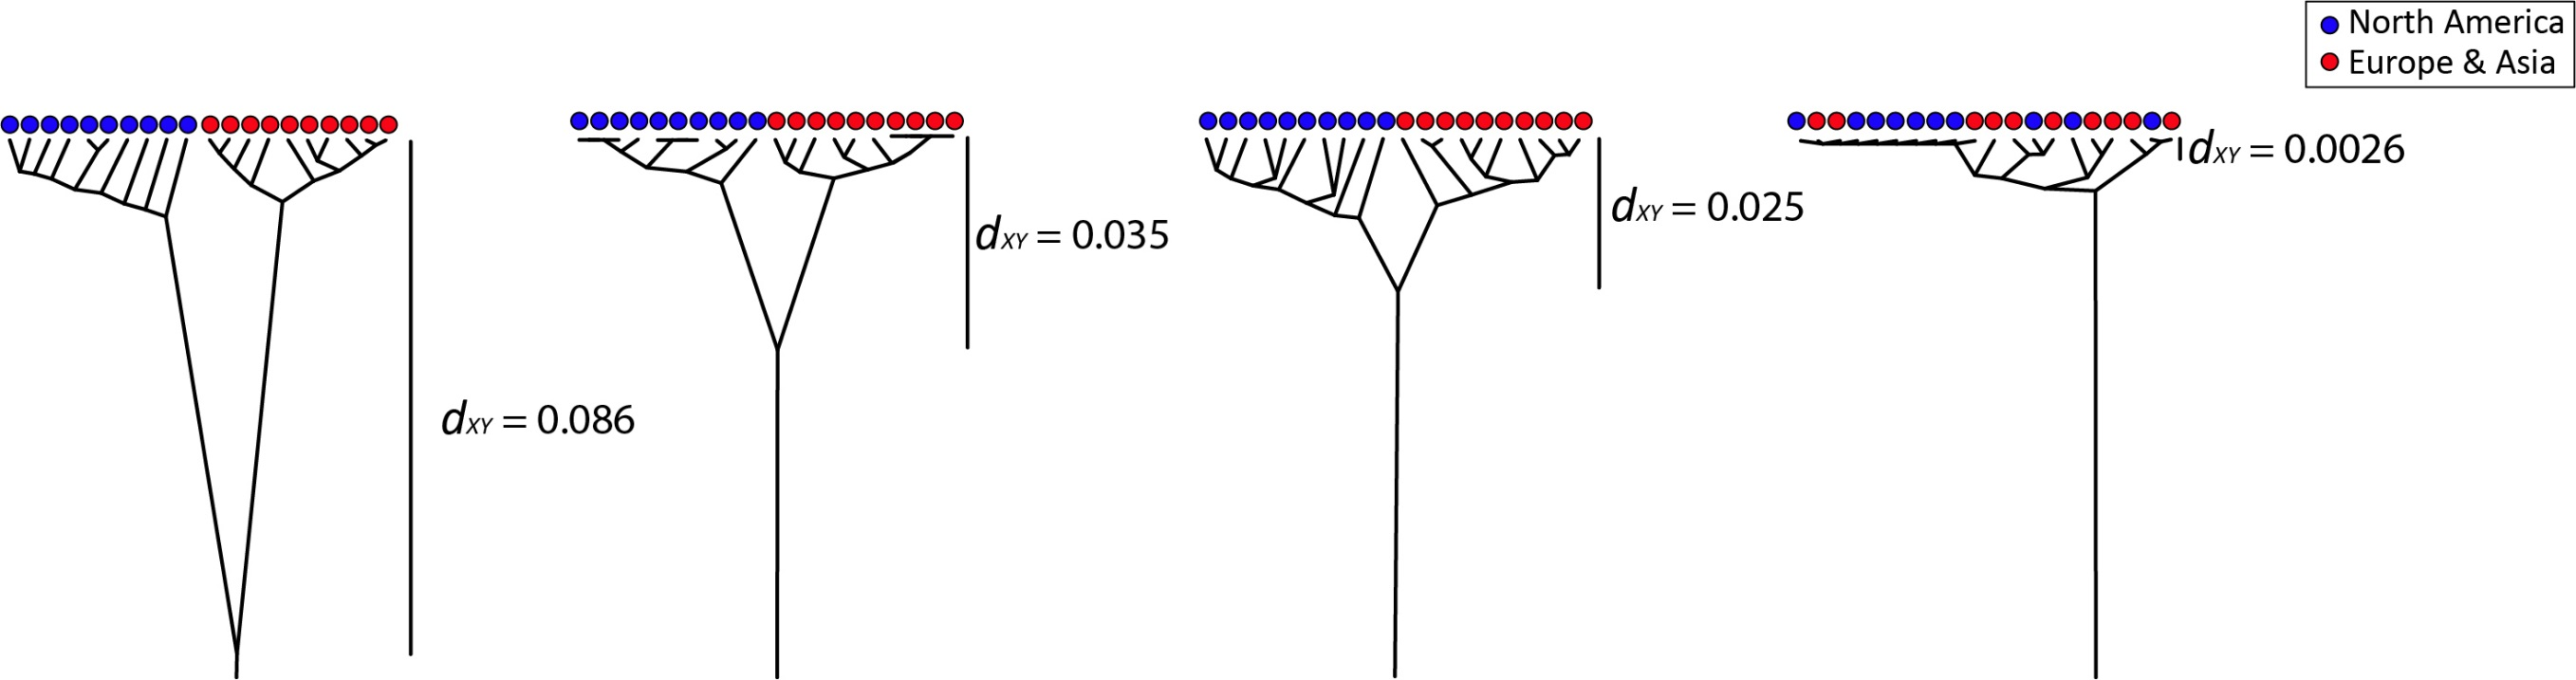 North America
Europe & Asia
dXY = 0.0026
dXY = 0.025
dXY = 0.035
dXY = 0.086